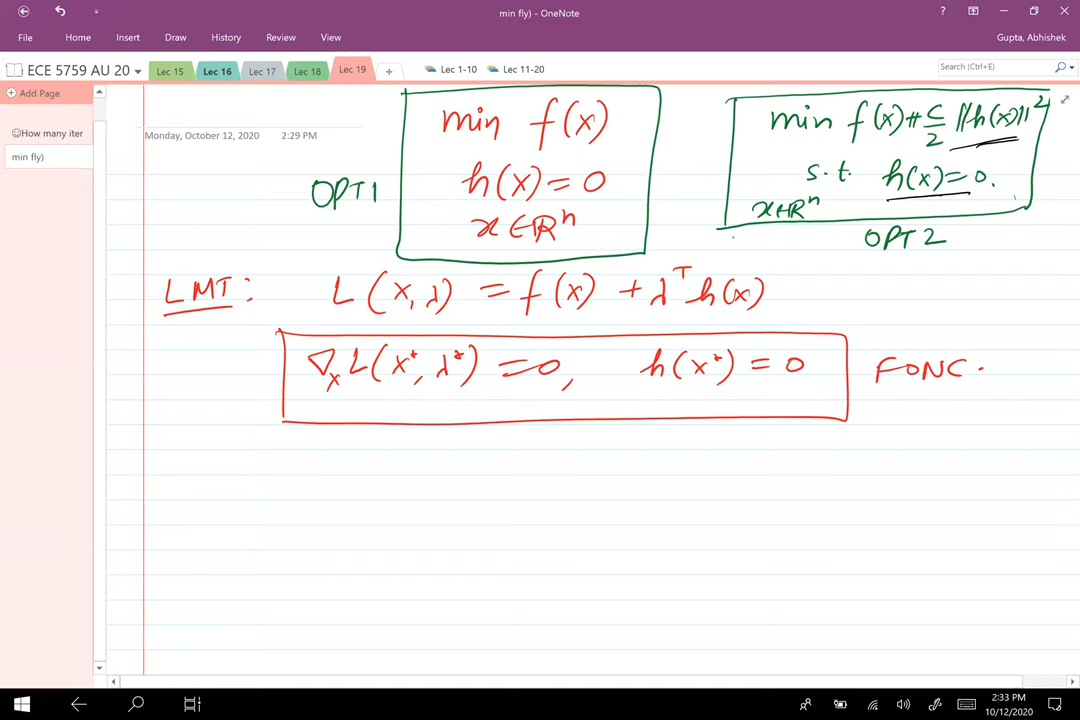 min fly) - OneNote
Gupta, Abhishek
File Home Insert Draw History Review View
ECE 5759 AU 20 Lec 15 Lec 16 Lec 17 Lec 18 Lec 19 Lec 1-10 Lec 11-20
Search (Ctrl+E)
Add Page
How many iter
min fly)
Monday, October 12, 2020 2:29 PM
OPT1
min f(x)
h(x) = 0
x ∈ ℝⁿ
min f(x) + c/2 ||h(x)||²
s.t. h(x) = 0.
x ∈ ℝⁿ
OPT 2
LMT: L(x, λ) = f(x) + λᵀh(x)
∇ₓL(x*, λ*) = 0, h(x*) = 0 FONC.
2:33 PM
10/12/2020